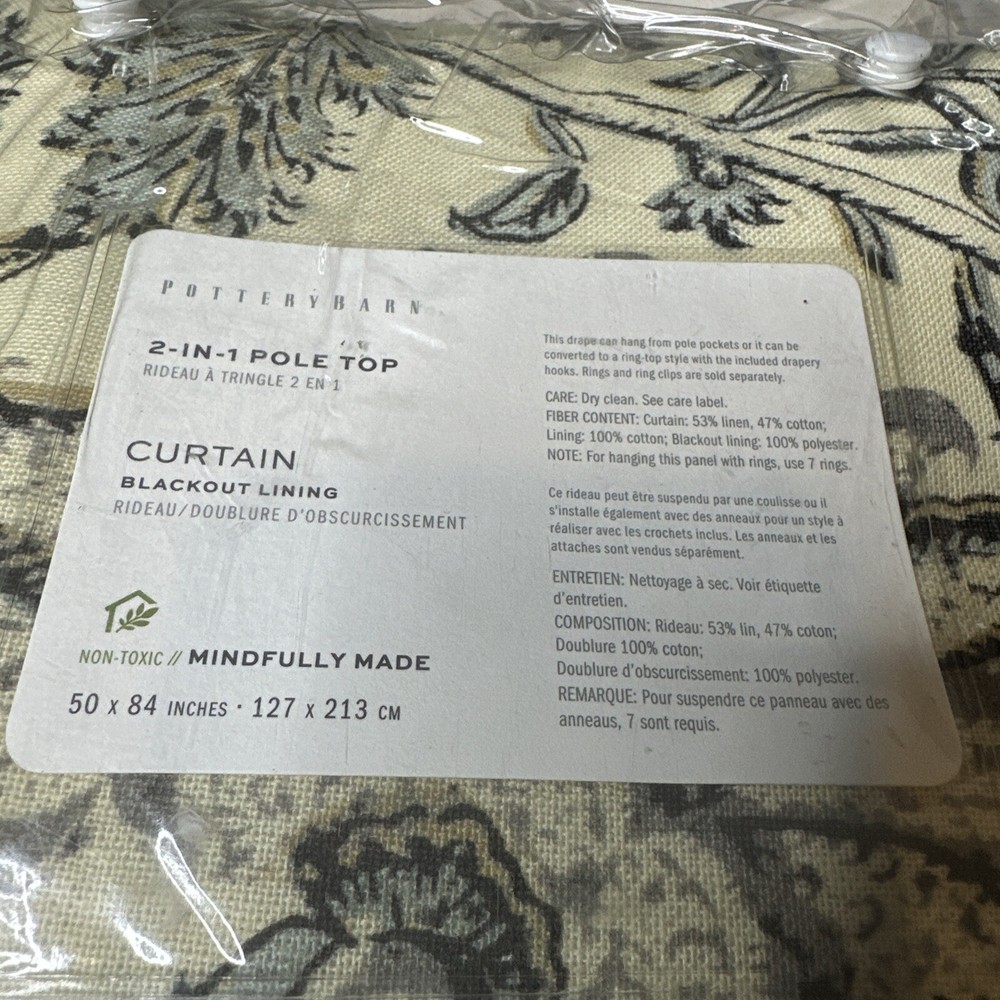 POTTERYBARN
2-IN-1 POLE TOP
RIDEAU À TRINGLE 2 EN 1
CURTAIN
BLACKOUT LINING
RIDEAU/DOUBLURE D'OBSCURCISSEMENT
NON-TOXIC // MINDFULLY MADE
50 x 84 INCHES · 127 x 213 CM
This drape can hang from pole pockets or it can be
converted to a ring-top style with the included drapery
hooks. Rings and ring clips are sold separately.
CARE: Dry clean. See care label.
FIBER CONTENT: Curtain: 53% linen, 47% cotton;
Lining: 100% cotton; Blackout lining: 100% polyester.
NOTE: For hanging this panel with rings, use 7 rings.
Ce rideau peut être suspendu par une coulisse ou il
s'installe également avec des anneaux pour un style à
réaliser avec les crochets inclus. Les anneaux et les
attaches sont vendus séparément.
ENTRETIEN: Nettoyage à sec. Voir étiquette
d'entretien.
COMPOSITION: Rideau: 53% lin, 47% coton;
Doublure 100% coton;
Doublure d'obscurcissement: 100% polyester.
REMARQUE: Pour suspendre ce panneau avec des
anneaus, 7 sont requis.